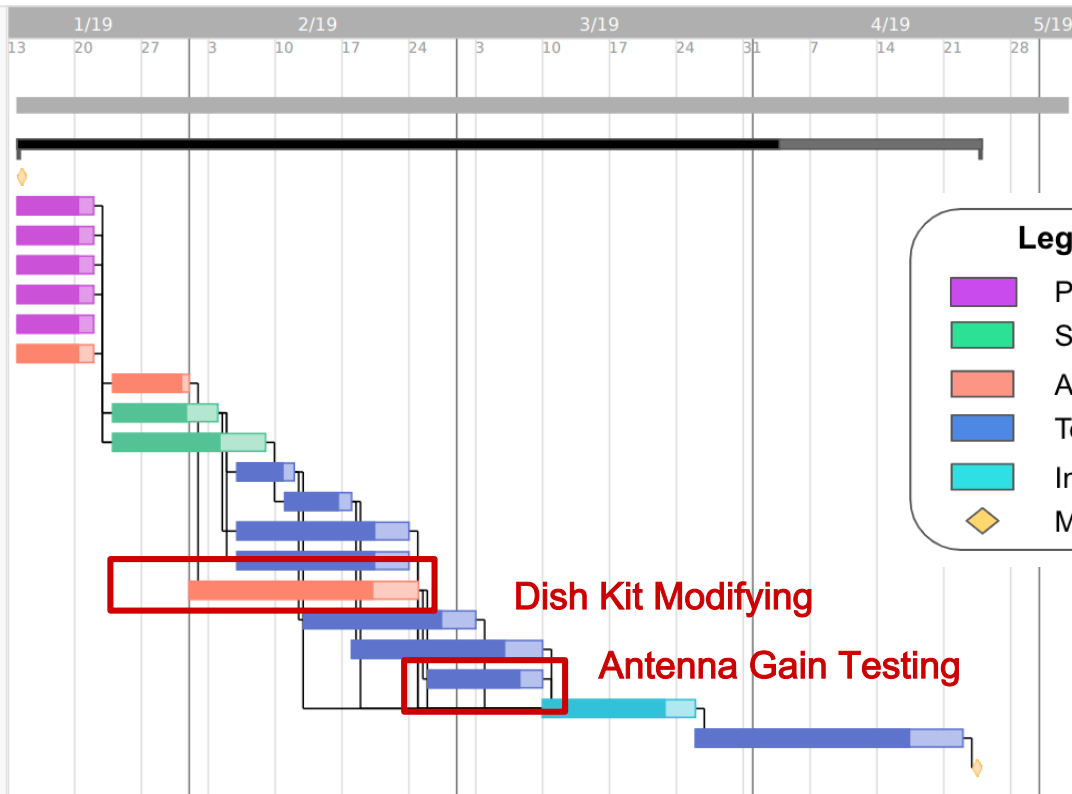 1/19 2/19 3/19 4/19 5/19
13 20 27 3 10 17 24 3 10 17 24 31 7 14 21 28
Leg
P
S
A
Te
In
M
Dish Kit Modifying
Antenna Gain Testing